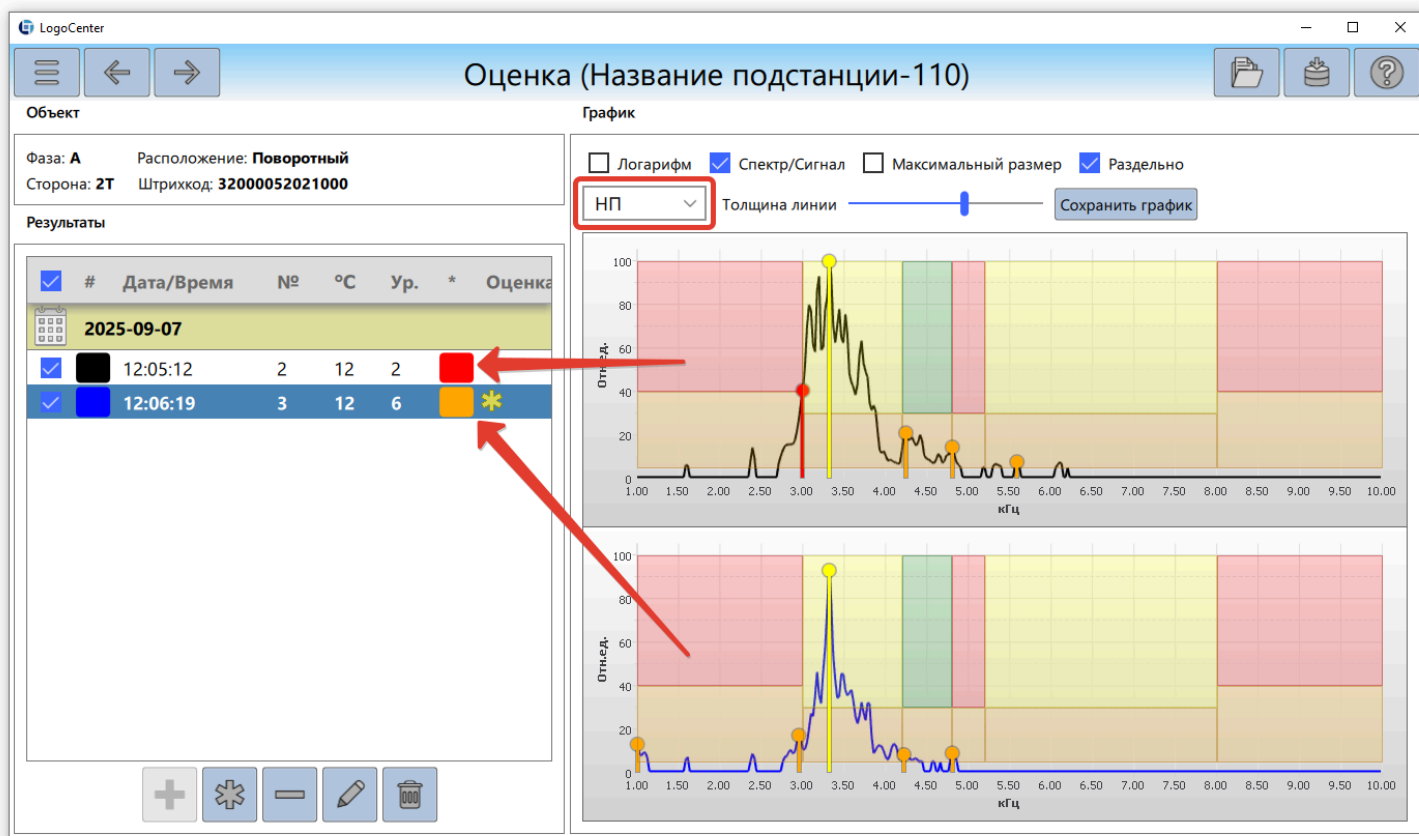 LogoCenter
Оценка (Название подстанции-110)
Объект
Фаза: А Расположение: Поворотный
Сторона: 2Т Штрихкод: 32000052021000
Результаты
# Дата/Время № °C Ур. * Оценка
2025-09-07
12:05:12 2 12 2
12:06:19 3 12 6
График
Логарифм Спектр/Сигнал Максимальный размер Раздельно
НП Толщина линии Сохранить график
Отн.ед.
100
80
60
40
20
0
1.00 1.50 2.00 2.50 3.00 3.50 4.00 4.50 5.00 5.50 6.00 6.50 7.00 7.50 8.00 8.50 9.00 9.50 10.00
кГц
Отн.ед.
100
80
60
40
20
0
1.00 1.50 2.00 2.50 3.00 3.50 4.00 4.50 5.00 5.50 6.00 6.50 7.00 7.50 8.00 8.50 9.00 9.50 10.00
кГц